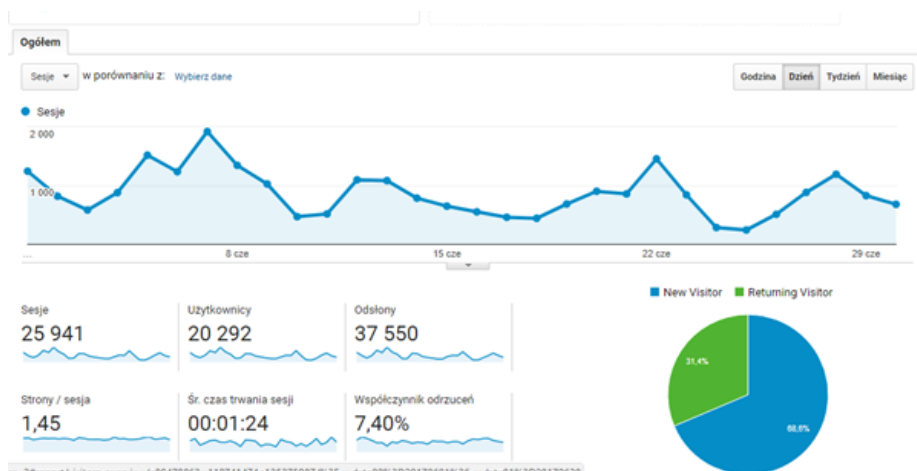 Ogółem
Sesje w porównaniu z: Wybierz dane
Godzina Dzień Tydzień Miesiąc
Sesje
2 000
1 000
... 8 cze 15 cze 22 cze 29 cze
New Visitor Returning Visitor
Sesje Użytkownicy Odsłony
25 941 20 292 37 550
31,4%
Strony / sesja Śr. czas trwania sesji Współczynnik odrzuceń
1,45 00:01:24 7,40%
68,6%